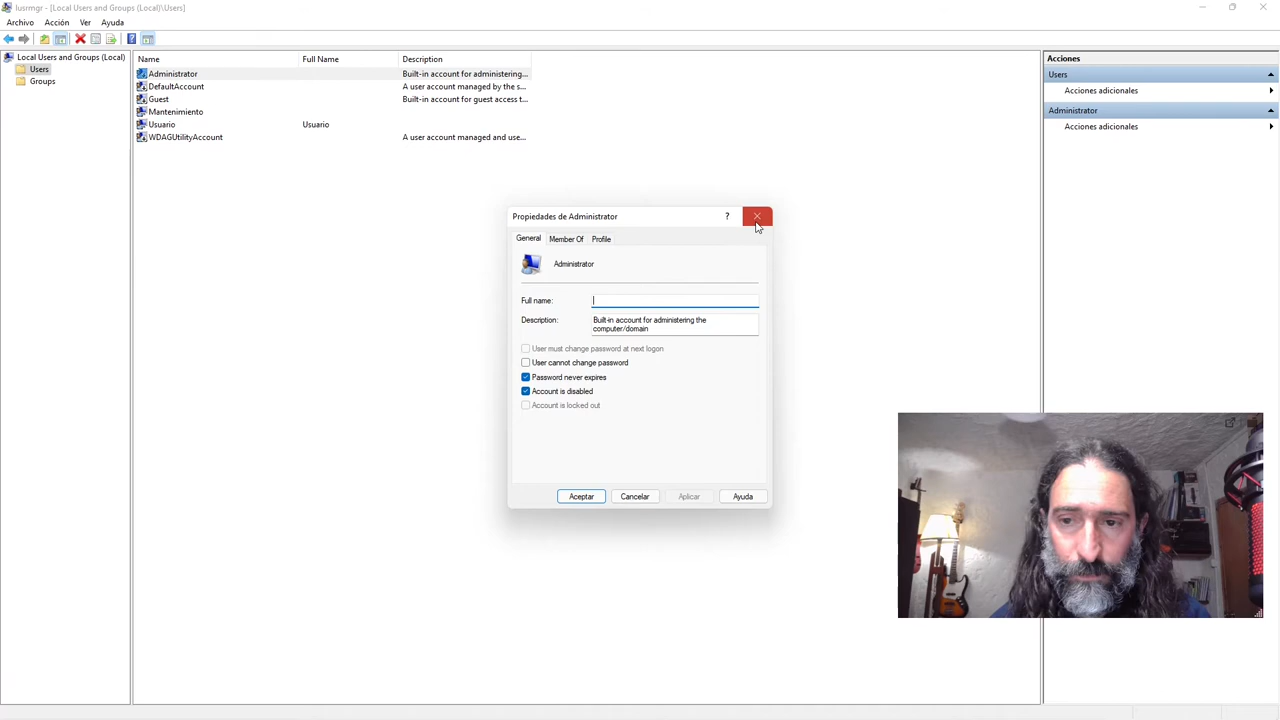 lusrmgr - [Local Users and Groups (Local)\Users]
Archivo Acción Ver Ayuda
Local Users and Groups (Local)
Users
Groups
Name Full Name Description
Administrator Built-in account for administering...
DefaultAccount A user account managed by the s...
Guest Built-in account for guest access t...
Mantenimiento
Usuario Usuario
WDAGUtilityAccount A user account managed and use...
Acciones
Users
Acciones adicionales
Administrator
Acciones adicionales
Propiedades de Administrator ?
General Member Of Profile
Administrator
Full name:
Description: Built-in account for administering the
computer/domain
User must change password at next logon
User cannot change password
Password never expires
Account is disabled
Account is locked out
Aceptar Cancelar Aplicar Ayuda